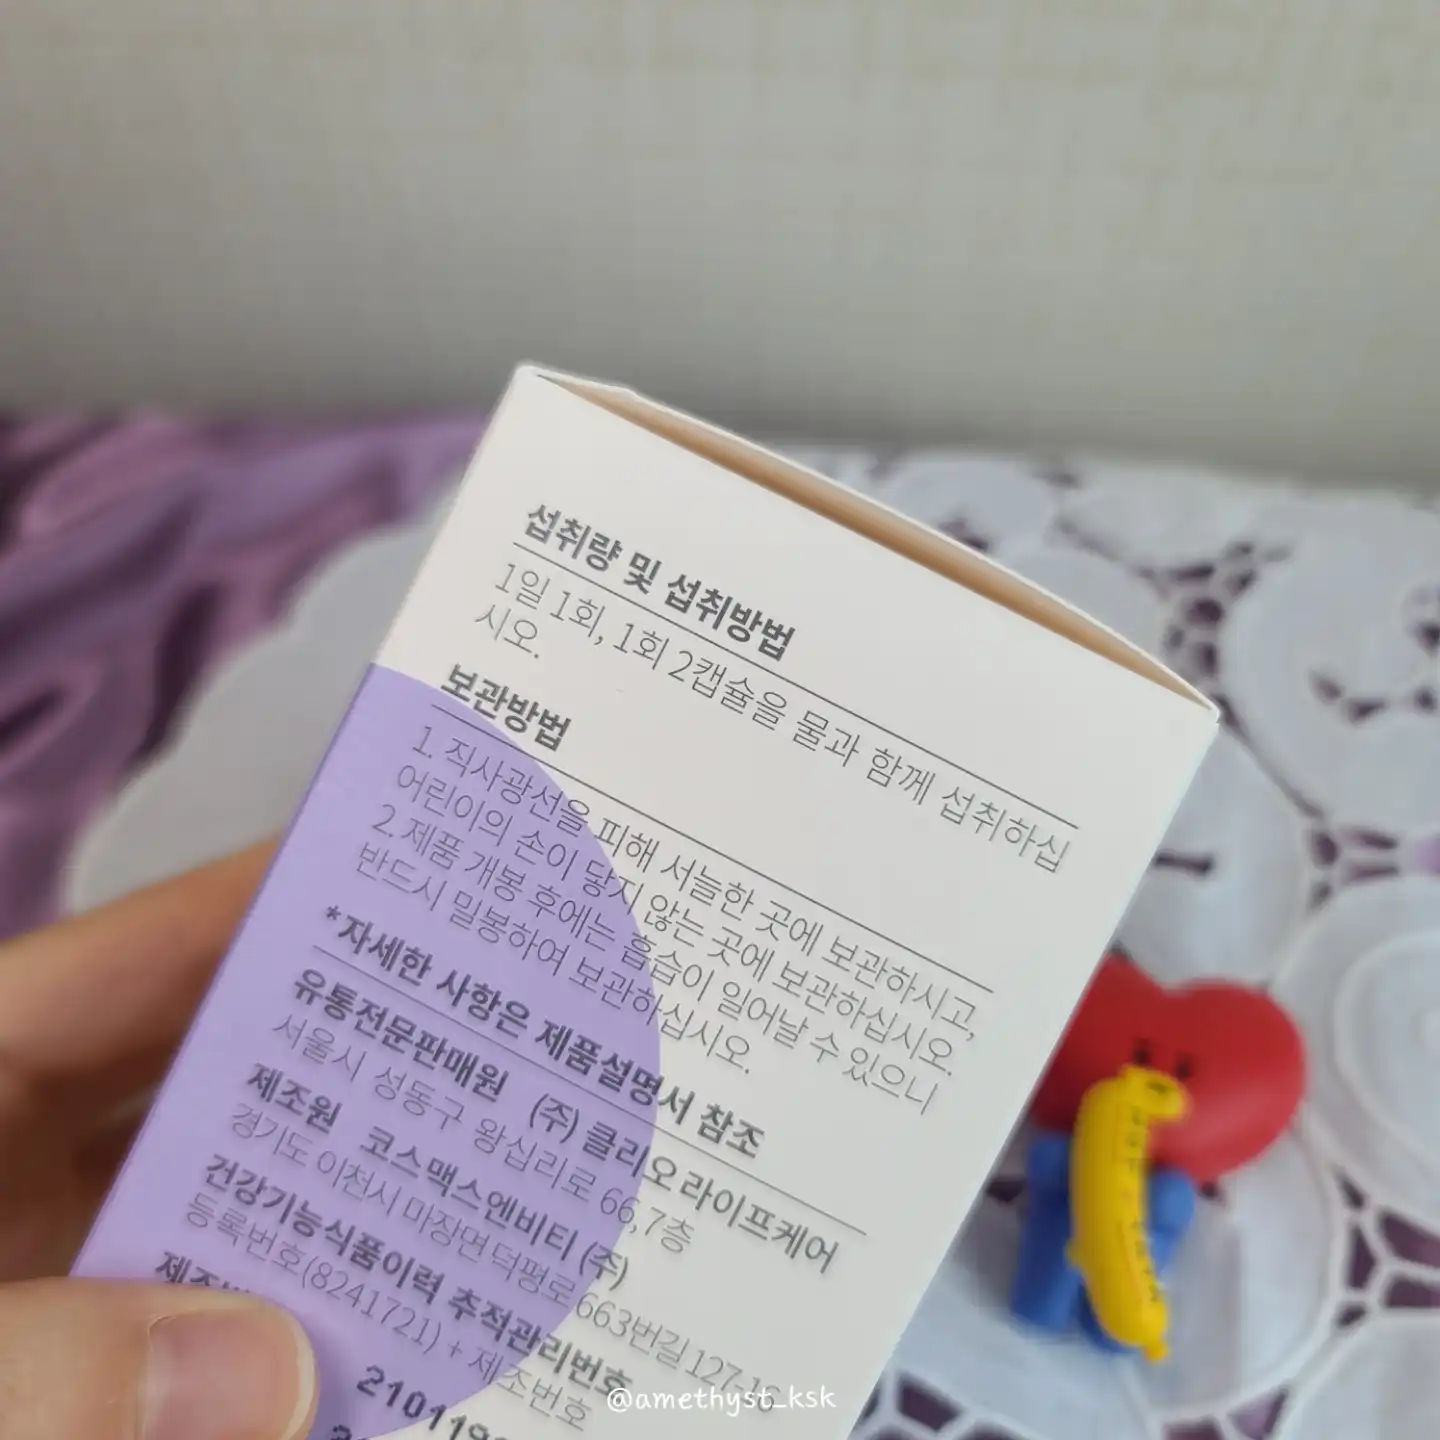 섭취량 및 섭취방법
1일 1회, 1회 2캡슐을 물과 함께 섭취하십
시오.
보관방법
1. 직사광선을 피해 서늘한 곳에 보관하시고,
어린이의 손이 닿지 않는 곳에 보관하십시오.
2. 제품 개봉 후에는 흡습이 일어날 수 있으니
반드시 밀봉하여 보관하십시오.
*자세한 사항은 제품설명서 참조
유통전문판매원 (주)클리오라이프케어
서울시 성동구 왕십리로 66, 7층
제조원 코스맥스엔비티 (주)
경기도 이천시 마장면 덕평로 663번길 127-16
건강기능식품이력 추적관리번호
등록번호(8241721) + 제조번호
@amethyst_ksk